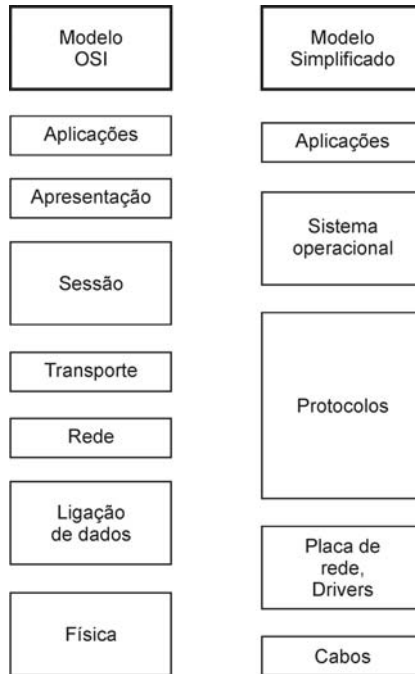 Modelo
OSI
Aplicações
Apresentação
Sessão
Transporte
Rede
Ligação
de dados
Física
Modelo
Simplificado
Aplicações
Sistema
operacional
Protocolos
Placa de
rede,
Drivers
Cabos